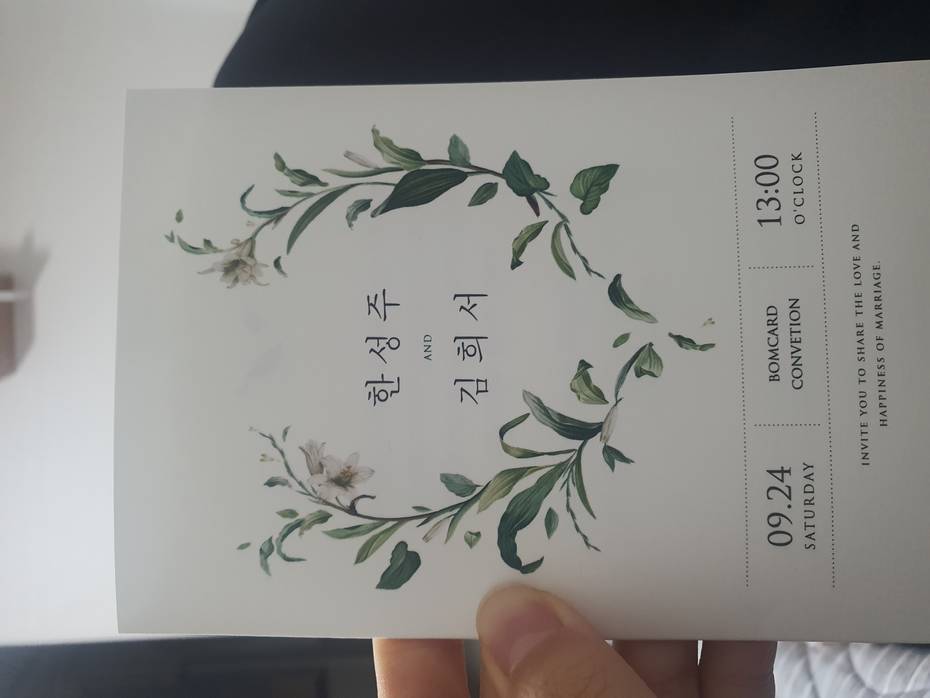 한성주
AND
김희서
09.24
SATURDAY
BOMCARD
CONVETION
13:00
O'CLOCK
INVITE YOU TO SHARE THE LOVE AND
HAPPINESS OF MARRIAGE.